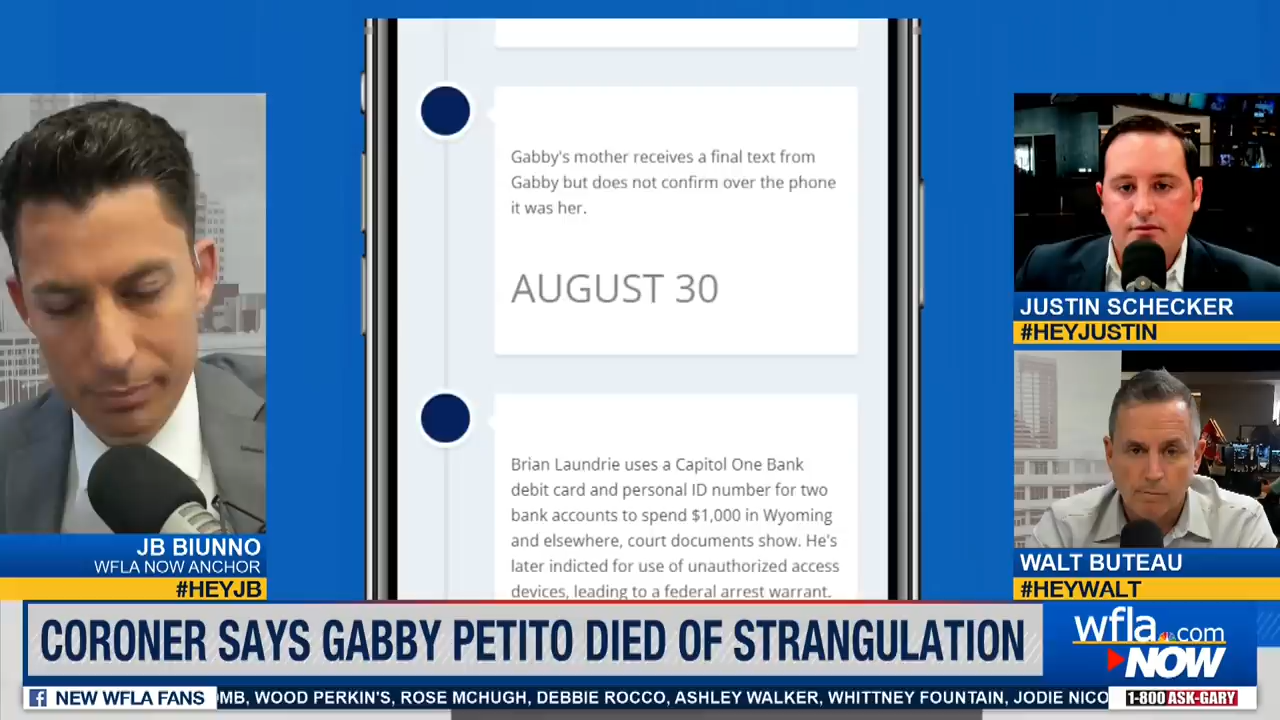 Gabby's mother receives a final text from
Gabby but does not confirm over the phone
it was her.
AUGUST 30
Brian Laundrie uses a Capitol One Bank
debit card and personal ID number for two
bank accounts to spend $1,000 in Wyoming
and elsewhere, court documents show. He's
later indicted for use of unauthorized access
devices, leading to a federal arrest warrant.
JB BIUNNO
WFLA NOW ANCHOR
#HEYJB
JUSTIN SCHECKER
#HEYJUSTIN
WALT BUTEAU
#HEYWALT
CORONER SAYS GABBY PETITO DIED OF STRANGULATION
wfla.com
NOW
NEW WFLA FANS
MB, WOOD PERKIN'S, ROSE MCHUGH, DEBBIE ROCCO, ASHLEY WALKER, WHITTNEY FOUNTAIN, JODIE NICO
1-800 ASK-GARY